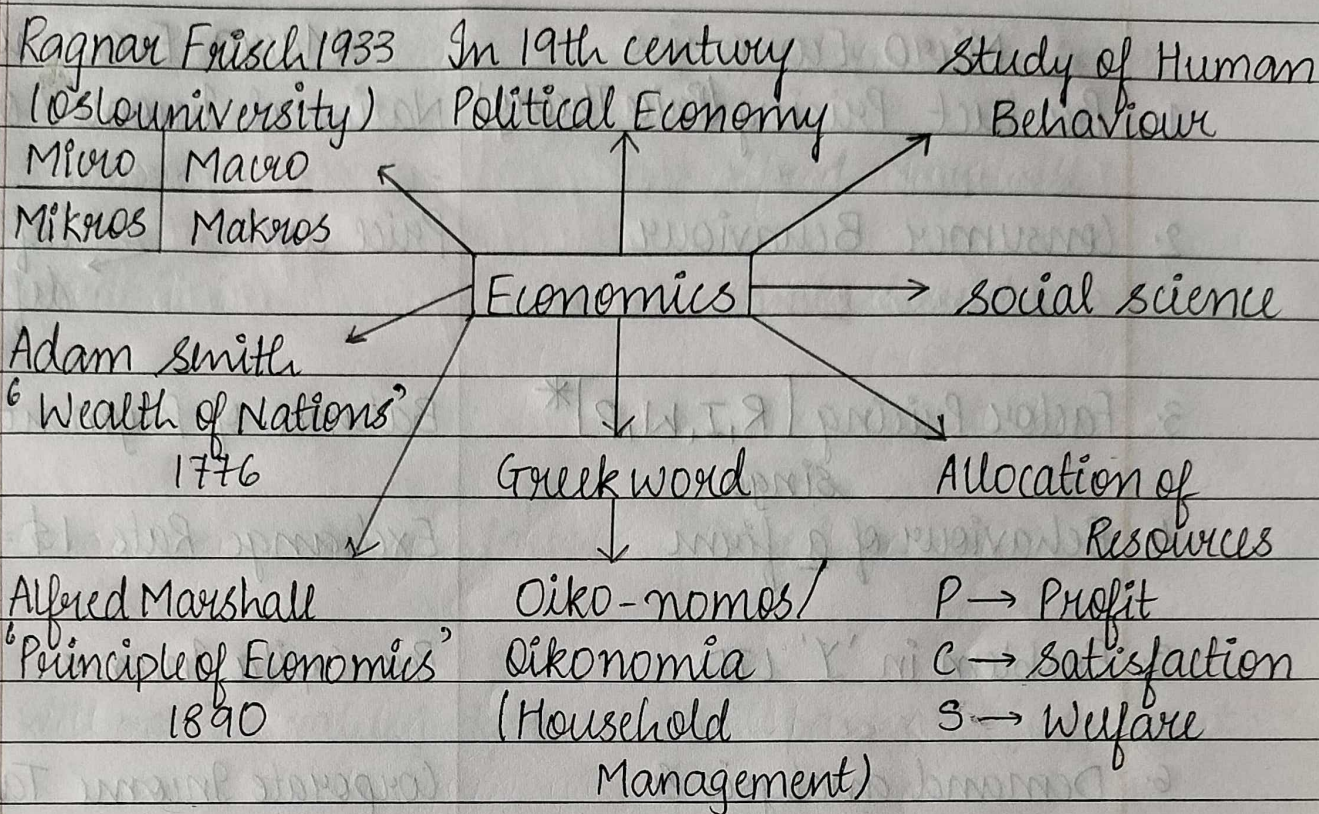 Ragnar Frisch 1933
(Oslouniversity)
Micro Macro
Mikros Makros
In 19th century
Political Economy
Study of Human
Behaviour
Economics
Social science
Adam Smith
'Wealth of Nations'
1776
Greek word
Allocation of
Resources
Alfred Marshall
'Principle of Economics'
1890
Oiko-nomos/
Oikonomia
(Household
Management)
P → Profit
C → Satisfaction
S → Welfare